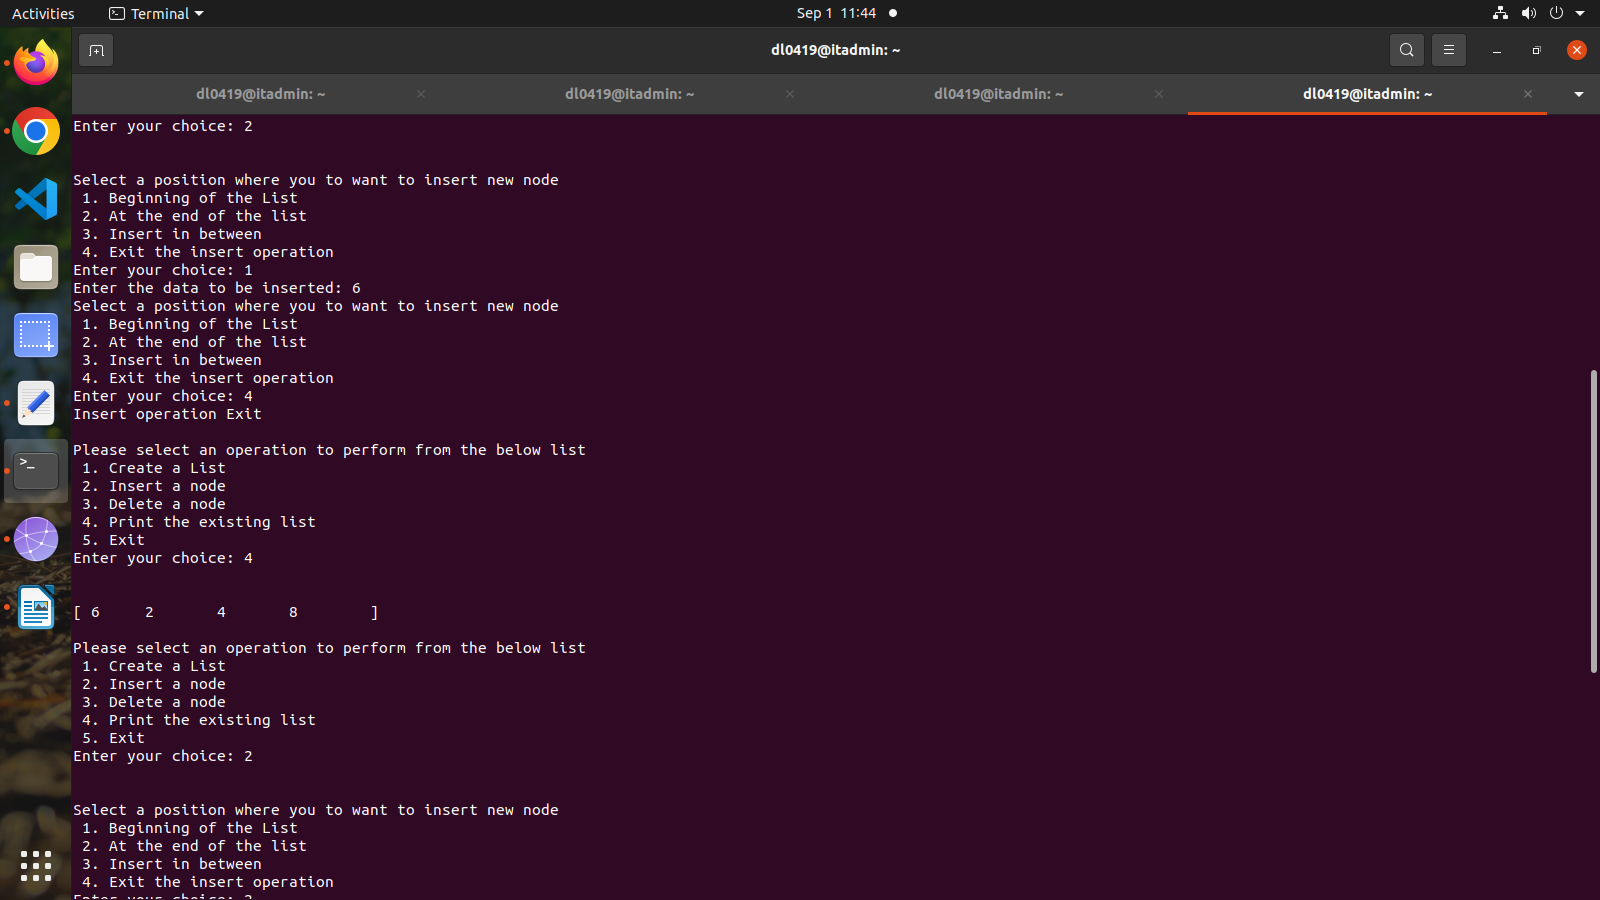 Activities Terminal Sep 1 11:44
dl0419@itadmin: ~
dl0419@itadmin: ~ dl0419@itadmin: ~ dl0419@itadmin: ~ dl0419@itadmin: ~
Enter your choice: 2
Select a position where you to want to insert new node
1. Beginning of the List
2. At the end of the list
3. Insert in between
4. Exit the insert operation
Enter your choice: 1
Enter the data to be inserted: 6
Select a position where you to want to insert new node
1. Beginning of the List
2. At the end of the list
3. Insert in between
4. Exit the insert operation
Enter your choice: 4
Insert operation Exit
Please select an operation to perform from the below list
1. Create a List
2. Insert a node
3. Delete a node
4. Print the existing list
5. Exit
Enter your choice: 4
[ 6 2 4 8 ]
Please select an operation to perform from the below list
1. Create a List
2. Insert a node
3. Delete a node
4. Print the existing list
5. Exit
Enter your choice: 2
Select a position where you to want to insert new node
1. Beginning of the List
2. At the end of the list
3. Insert in between
4. Exit the insert operation
Enter your choice: